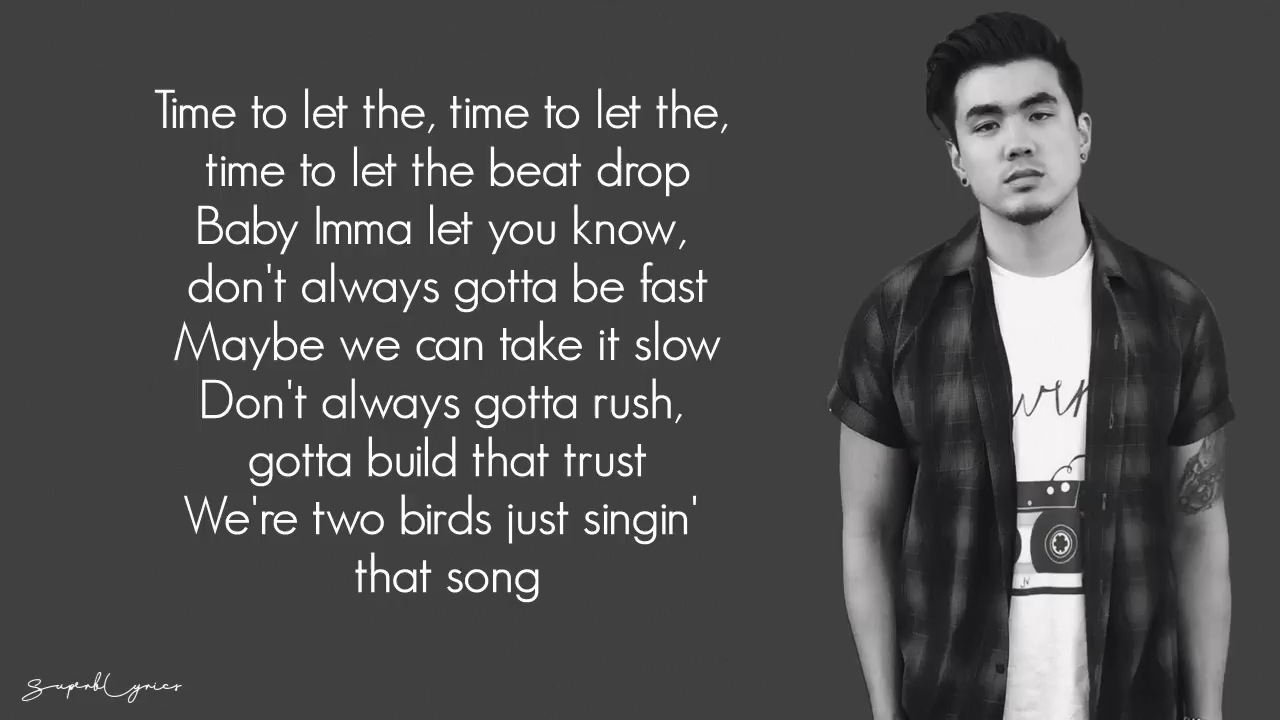 Time to let the, time to let the,
time to let the beat drop
Baby Imma let you know,
don't always gotta be fast
Maybe we can take it slow
Don't always gotta rush,
gotta build that trust
We're two birds just singin'
that song
SuperbLyrics
JV